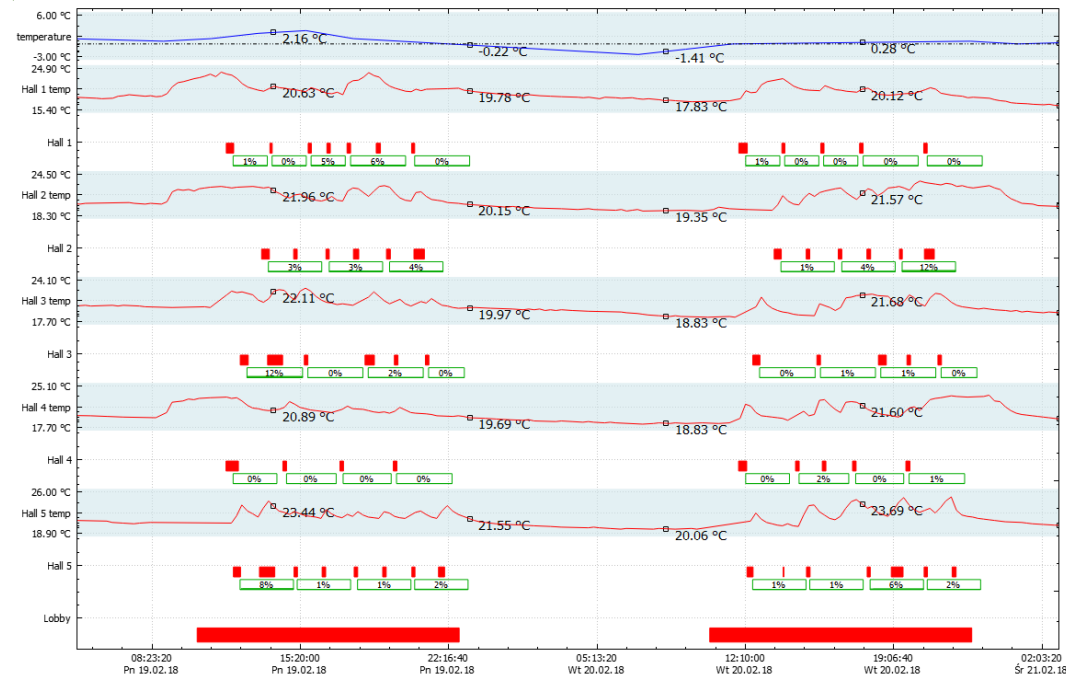 6.00 °C
temperature
-3.00 °C
2.16 °C
-0.22 °C
-1.41 °C
0.28 °C
24.90 °C
Hall 1 temp
15.40 °C
20.63 °C
19.78 °C
17.83 °C
20.12 °C
Hall 1
1% 0% 5% 6% 0% 1% 0% 0% 0% 0%
24.50 °C
Hall 2 temp
18.30 °C
21.96 °C
20.15 °C
19.35 °C
21.57 °C
Hall 2
3% 3% 4% 1% 4% 12%
24.10 °C
Hall 3 temp
17.70 °C
22.11 °C
19.97 °C
18.83 °C
21.68 °C
Hall 3
12% 0% 2% 0% 0% 1% 1% 0%
25.10 °C
Hall 4 temp
17.70 °C
20.89 °C
19.69 °C
18.83 °C
21.60 °C
Hall 4
0% 0% 0% 0% 0% 2% 0% 1%
26.00 °C
Hall 5 temp
18.90 °C
23.44 °C
21.55 °C
20.06 °C
23.69 °C
Hall 5
8% 1% 1% 2% 1% 1% 6% 2%
Lobby
08:23:20 15:20:00 22:16:40 05:13:20 12:10:00 19:06:40 02:03:20
Pn 19.02.18 Pn 19.02.18 Pn 19.02.18 Wt 20.02.18 Wt 20.02.18 Wt 20.02.18 Śr 21.02.18